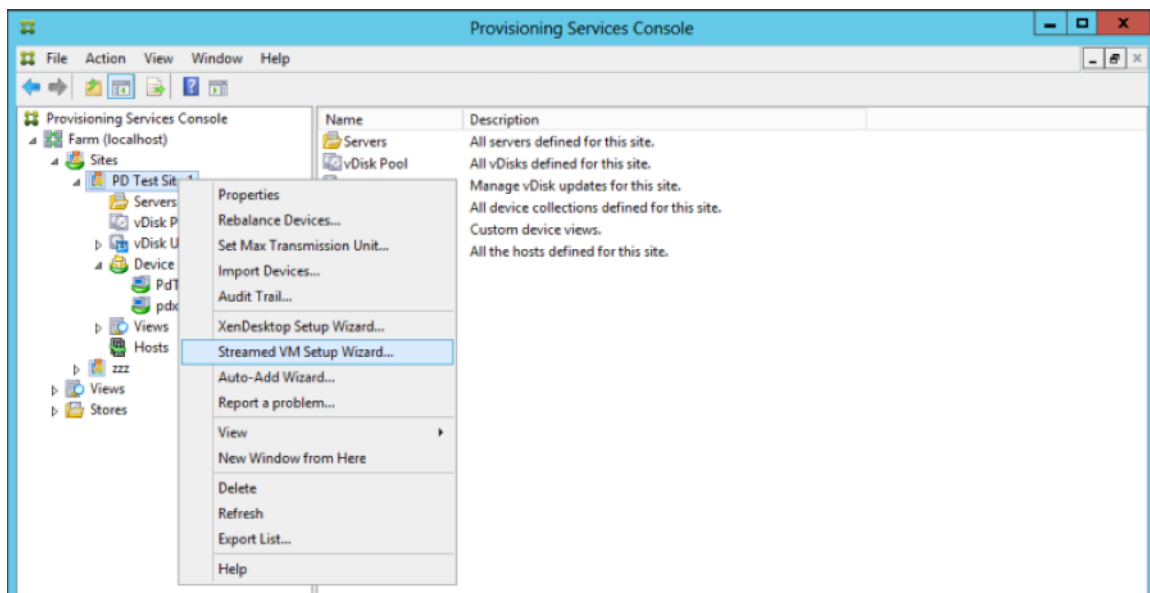 Provisioning Services Console
File Action View Window Help
Provisioning Services Console
Farm (localhost)
Sites
PD Test Sit
Servers
vDisk P
vDisk U
Device
PdT
pdx
Views
Hosts
zzz
Views
Stores
Properties
Rebalance Devices...
Set Max Transmission Unit...
Import Devices...
Audit Trail...
XenDesktop Setup Wizard...
Streamed VM Setup Wizard...
Auto-Add Wizard...
Report a problem...
View
New Window from Here
Delete
Refresh
Export List...
Help
Name Description
Servers All servers defined for this site.
vDisk Pool All vDisks defined for this site.
Manage vDisk updates for this site.
All device collections defined for this site.
Custom device views.
All the hosts defined for this site.